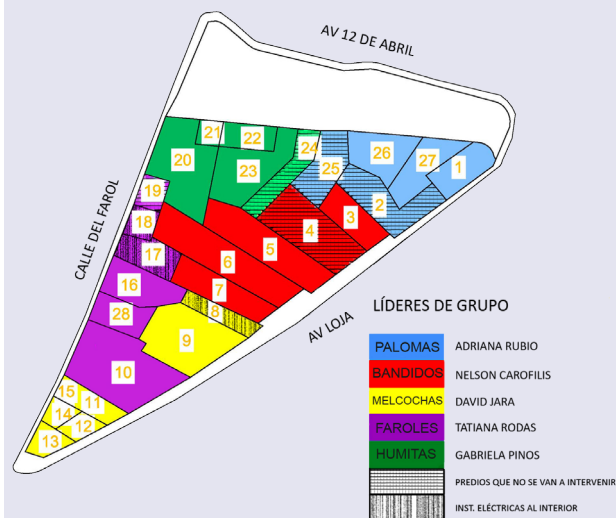 AV 12 DE ABRIL
21
22
24
20
23
25
26
27
1
19
2
18
3
4
17
5
6
16
7
28
8
9
10
15
11
14
12
13
CALLE DEL FAROL
AV LOJA
LÍDERES DE GRUPO
PALOMAS ADRIANA RUBIO
BANDIDOS NELSON CAROFILIS
MELCOCHAS DAVID JARA
FAROLES TATIANA RODAS
HUMITAS GABRIELA PINOS
PREDIOS QUE NO SE VAN A INTERVENIR
INST. ELÉCTRICAS AL INTERIOR